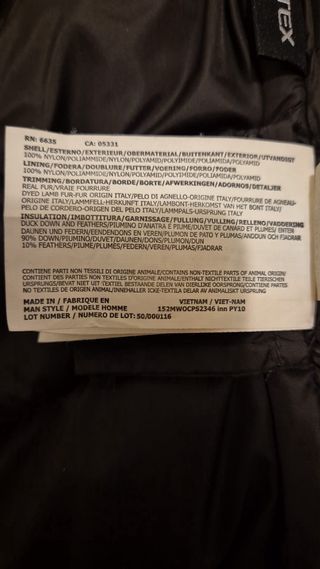 TEX
RN: 6635 CA: 05331
SHELL/ESTERNO/EXTERIEUR/OBERMATERIAL/BUITENKANT/EXTERIOR/UTVANDIGT
100% NYLON/POLIAMMIDE/NYLON/POLYAMID/POLYIMIDE/POLIAMIDA/POLYAMID
LINING/FODERA/DOUBLURE/FUTTER/VOERING/FORRO/FODER
100% NYLON/POLIAMMIDE/NYLON/POLYAMID/POLYIMIDE/POLIAMIDA/POLYAMID
TRIMMING/BORDATURA/BORDE/BORTE/AFWERKINGEN/ADORNOS/DETALJER
REAL FUR/VRAIE FOURRURE
DYED LAMB FUR-FUR ORIGIN ITALY/PELO DI AGNELLO-ORIGINE ITALY/FOURRURE DE AGNEAU-
ORIGINE ITALY/LAMMFELL-HERKUNFT ITALY/LAMBONT-HERKOMST VAN HET BONT ITALY/
PELO DE CORDERO-ORIGEN DEL PELO ITALY/LAMMPALS-URSPRUNG ITALY
INSULATION/IMBOTTITURA/GARNISON/FULLUNG/VULLING/RELLENO/VADDERING
DUCK DOWN AND FEATHERS/PIUMINO D'ANATRA E PIUME/DUVET DE CANARD ET PLUMES/ ENTEN
DAUNEN UND FEDERN/EENDENDONS EN VEREN/PLUMON DE PATO Y PLUMAS/ANDDUN OCH FJADRAR
90% DOWN/PIUMINO/DUVET/DAUNEN/DONS/PLUMON/DUN
10% FEATHERS/PIUME/PLUMES/FEDERN/VEREN/PLUMAS/FJADRAR
CONTIENE PARTI NON TESSILI DI ORIGINE ANIMALE/CONTAINS NON-TEXTILE PARTS OF ANIMAL ORIGIN/
CONTIENT DES PARTIES NON TEXTILES D'ORIGINE ANIMALE/ENTHALT NICHTTEXTILE TEILE TIERISCHEN
URSPRUNGS/BEVAT NIET UIT-TEXTIEL BESTAANDE DELEN VAN DIERLIJKE OORSPRONG/CONTIENE PARTES
NO TEXTILES DE ORIGEN ANIMAL/INNEHALLER ICKE-TEXTILA DELAR AV ANIMALISKT URSPRUNG
MADE IN / FABRIQUE EN VIETNAM / VIET-NAM
MAN STYLE / MODELE HOMME 152MWOCPS2346 inn PY10
LOT NUMBER / NUMERO DE LOT: 50/000116